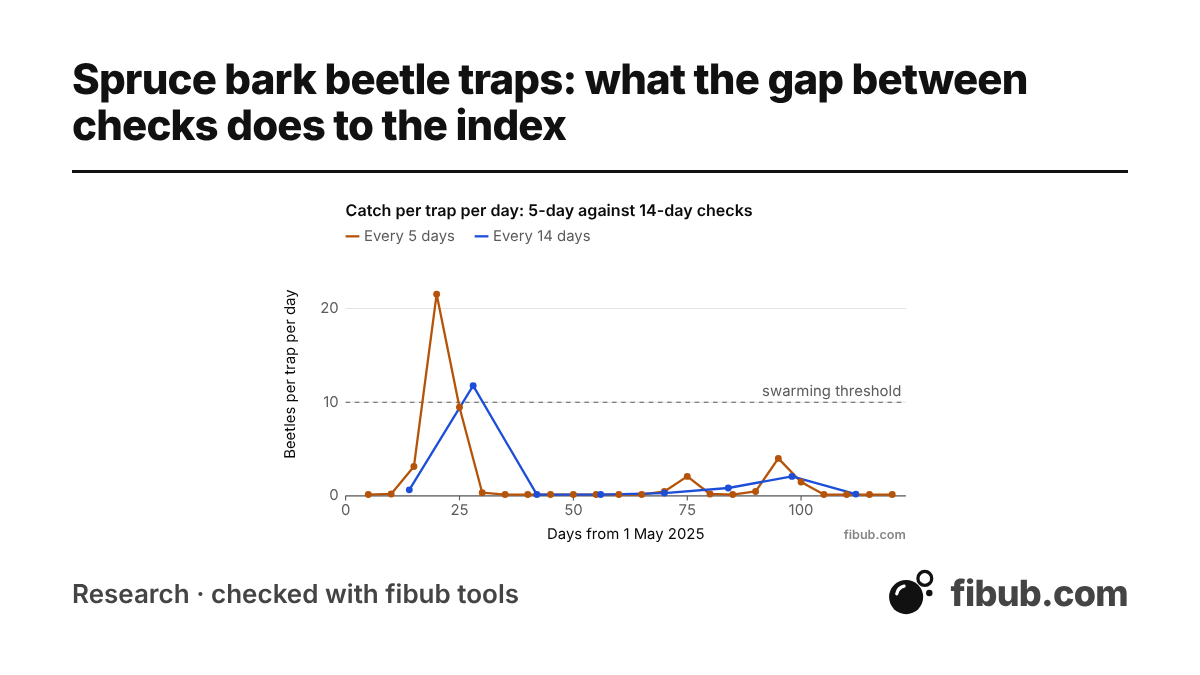 Spruce bark beetle traps: what the gap between
checks does to the index
Catch per trap per day: 5-day against 14-day checks
Every 5 days
Every 14 days
Beetles per trap per day
20
10
0
swarming threshold
0
25
50
75
100
Days from 1 May 2025
fibub.com
Research · checked with fibub tools
fibub.com